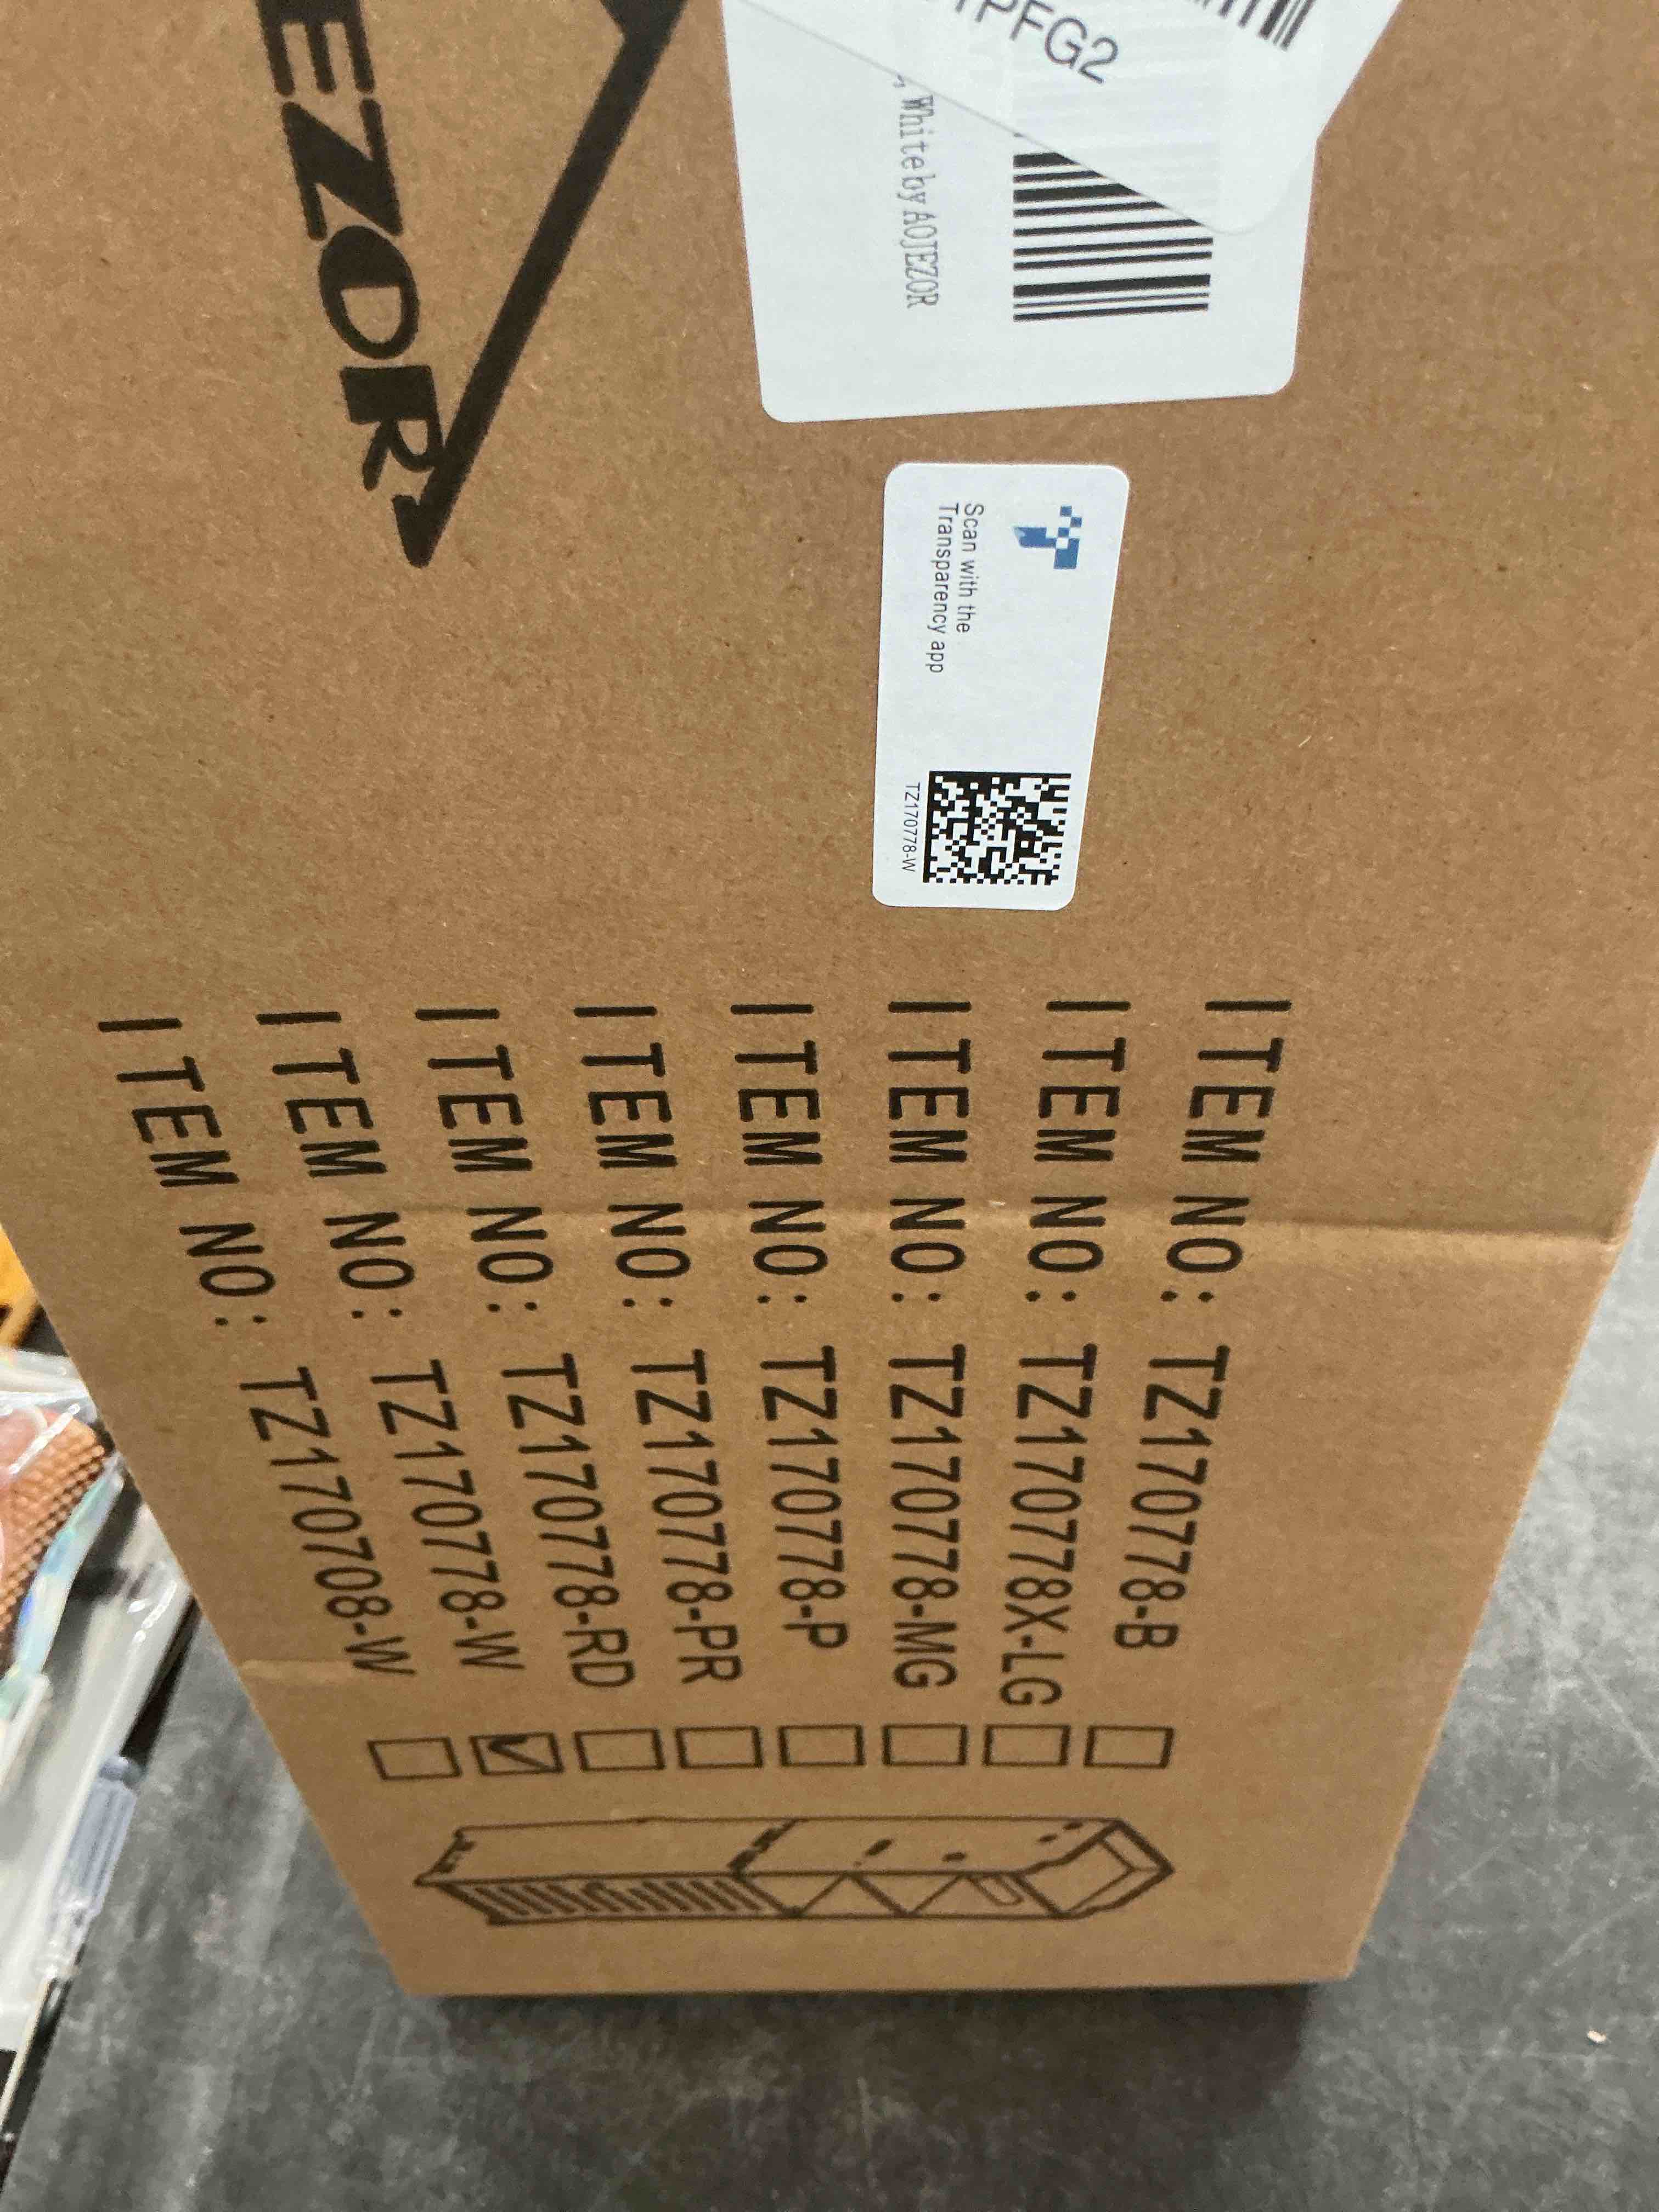 EZOR
PFG2
, White by AOJEZOR
Scan with the
Transparency app
TZ170778-W
ITEM NO: TZ170778-B
ITEM NO: TZ170778X-LG
ITEM NO: TZ170778-MG
ITEM NO: TZ170778-P
ITEM NO: TZ170778-PR
ITEM NO: TZ170778-RD
ITEM NO: TZ170778-W
ITEM NO: TZ170708-W